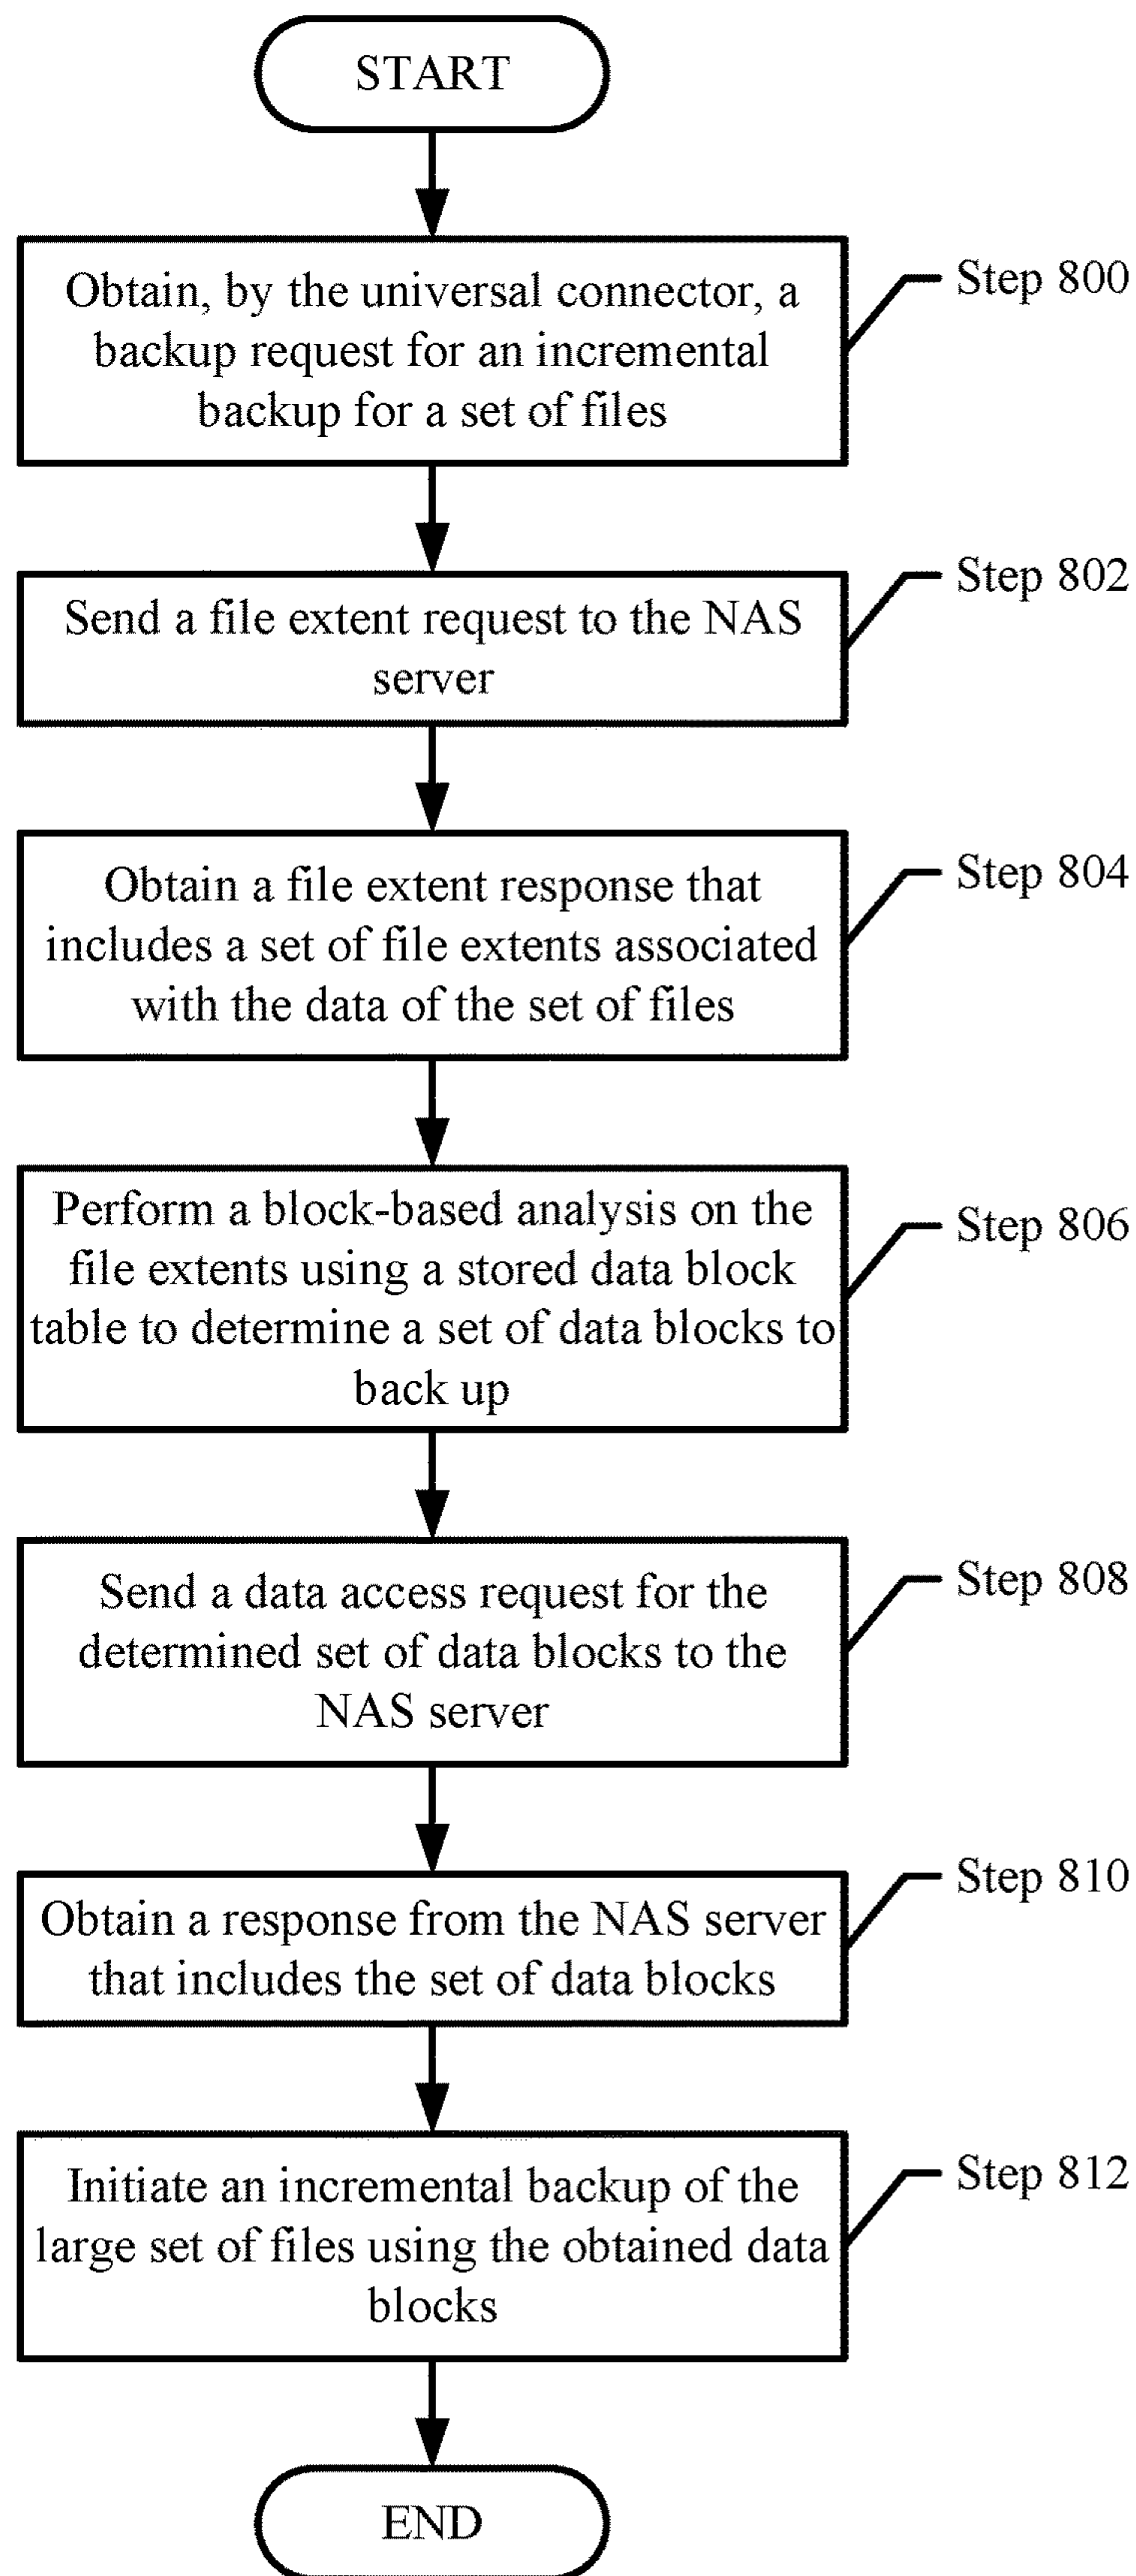 START
Obtain, by the universal connector, a
backup request for an incremental
backup for a set of files
Step 800
Send a file extent request to the NAS
server
Step 802
Obtain a file extent response that
includes a set of file extents associated
with the data of the set of files
Step 804
Perform a block-based analysis on the
file extents using a stored data block
table to determine a set of data blocks to
back up
Step 806
Send a data access request for the
determined set of data blocks to the
NAS server
Step 808
Obtain a response from the NAS server
that includes the set of data blocks
Step 810
Initiate an incremental backup of the
large set of files using the obtained data
blocks
Step 812
END